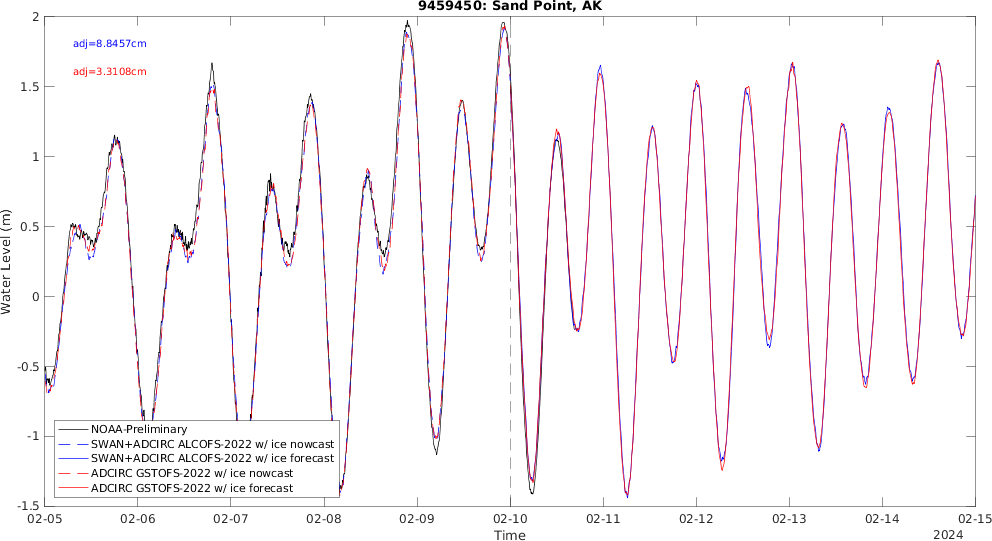 9459450: Sand Point, AK
adj=8.8457cm
adj=3.3108cm
Water Level (m)
2
1.5
1
0.5
0
-0.5
-1
-1.5
NOAA-Preliminary
SWAN+ADCIRC ALCOFS-2022 w/ ice nowcast
SWAN+ADCIRC ALCOFS-2022 w/ ice forecast
ADCIRC GSTOFS-2022 w/ ice nowcast
ADCIRC GSTOFS-2022 w/ ice forecast
02-05 02-06 02-07 02-08 02-09 02-10 02-11 02-12 02-13 02-14 02-15
Time
2024